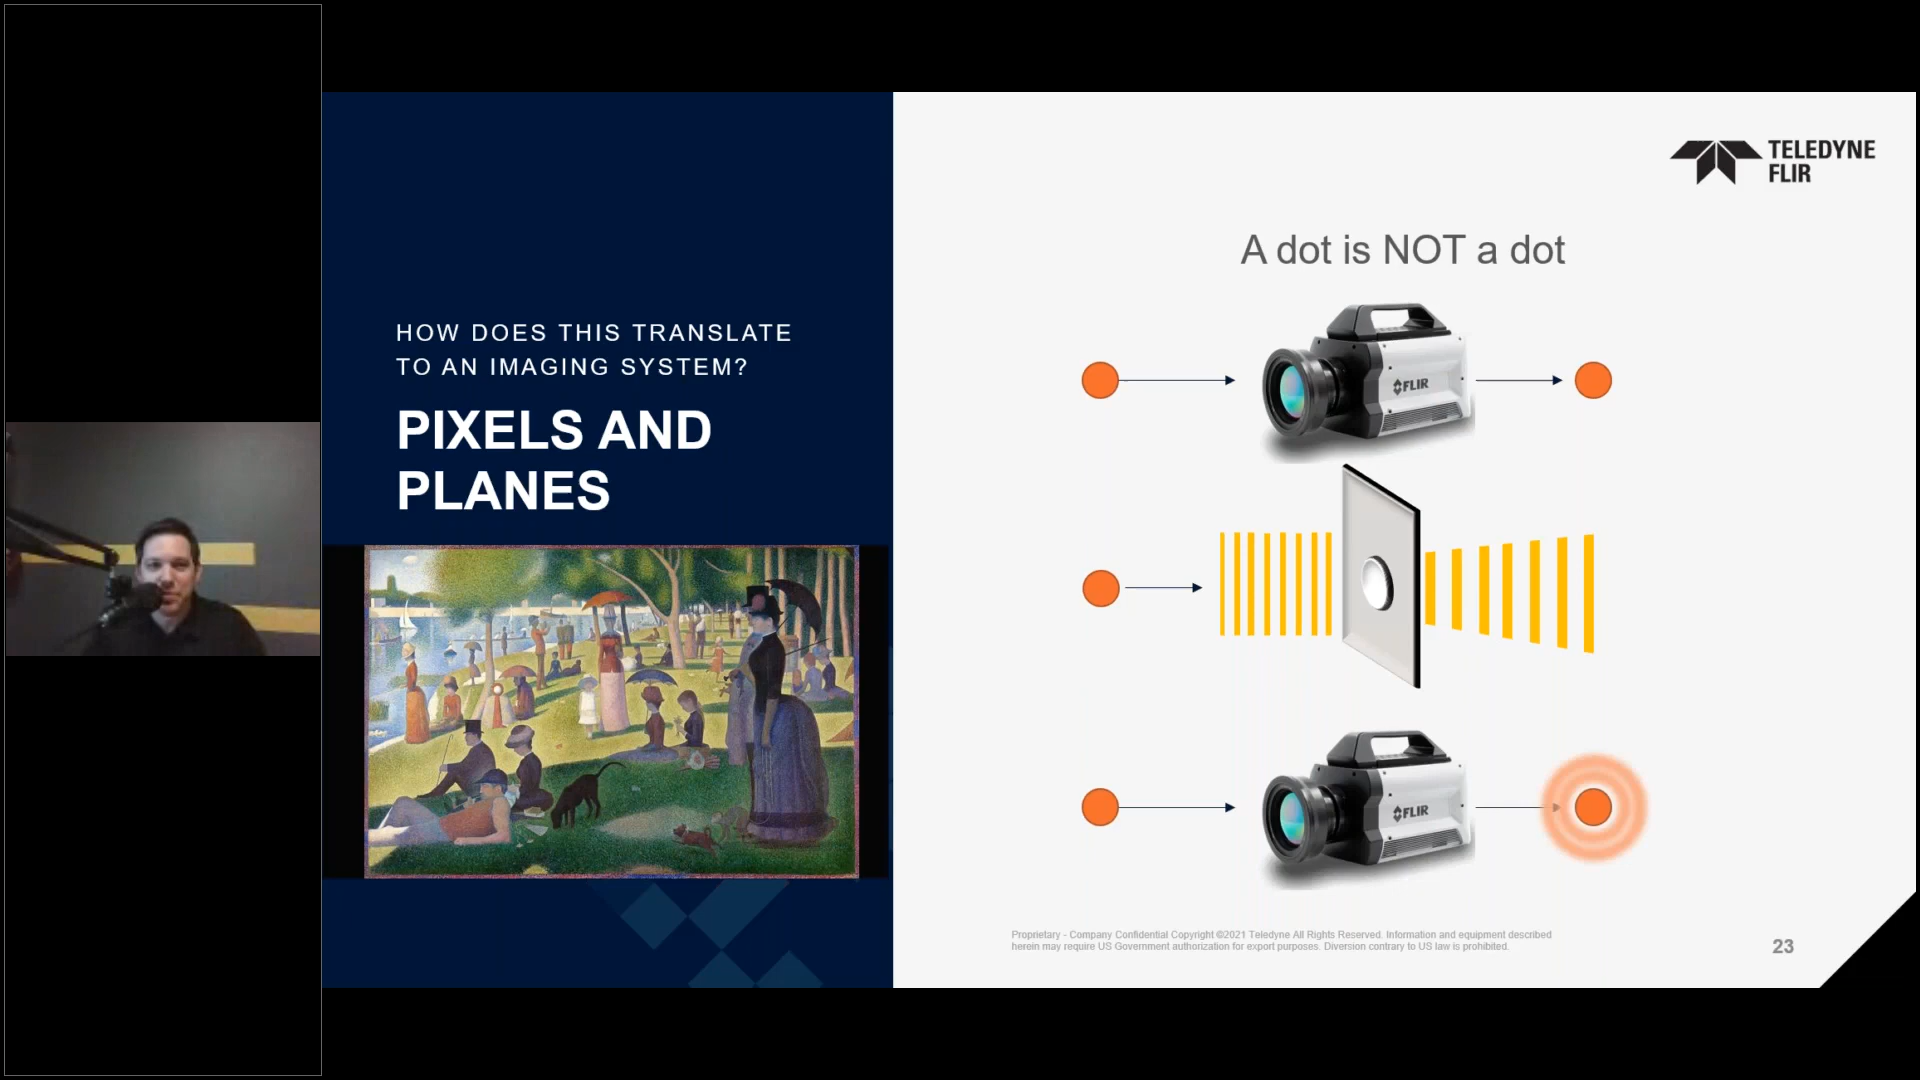 HOW DOES THIS TRANSLATE
TO AN IMAGING SYSTEM?
PIXELS AND
PLANES
TELEDYNE
FLIR
A dot is NOT a dot
FLIR
FLIR
Proprietary - Company Confidential Copyright ©2021 Teledyne All Rights Reserved. Information and equipment described
herein may require US Government authorization for export purposes. Diversion contrary to US law is prohibited.
23